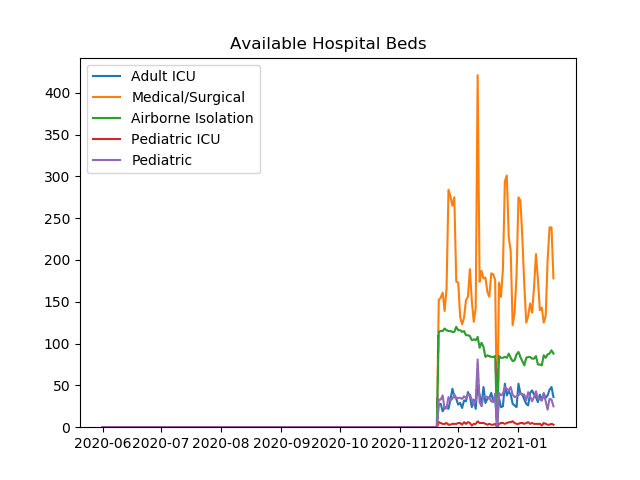 Available Hospital Beds
Adult ICU
Medical/Surgical
Airborne Isolation
Pediatric ICU
Pediatric
400
350
300
250
200
150
100
50
0
2020-06 2020-07 2020-08 2020-09 2020-10 2020-11 2020-12 2021-01